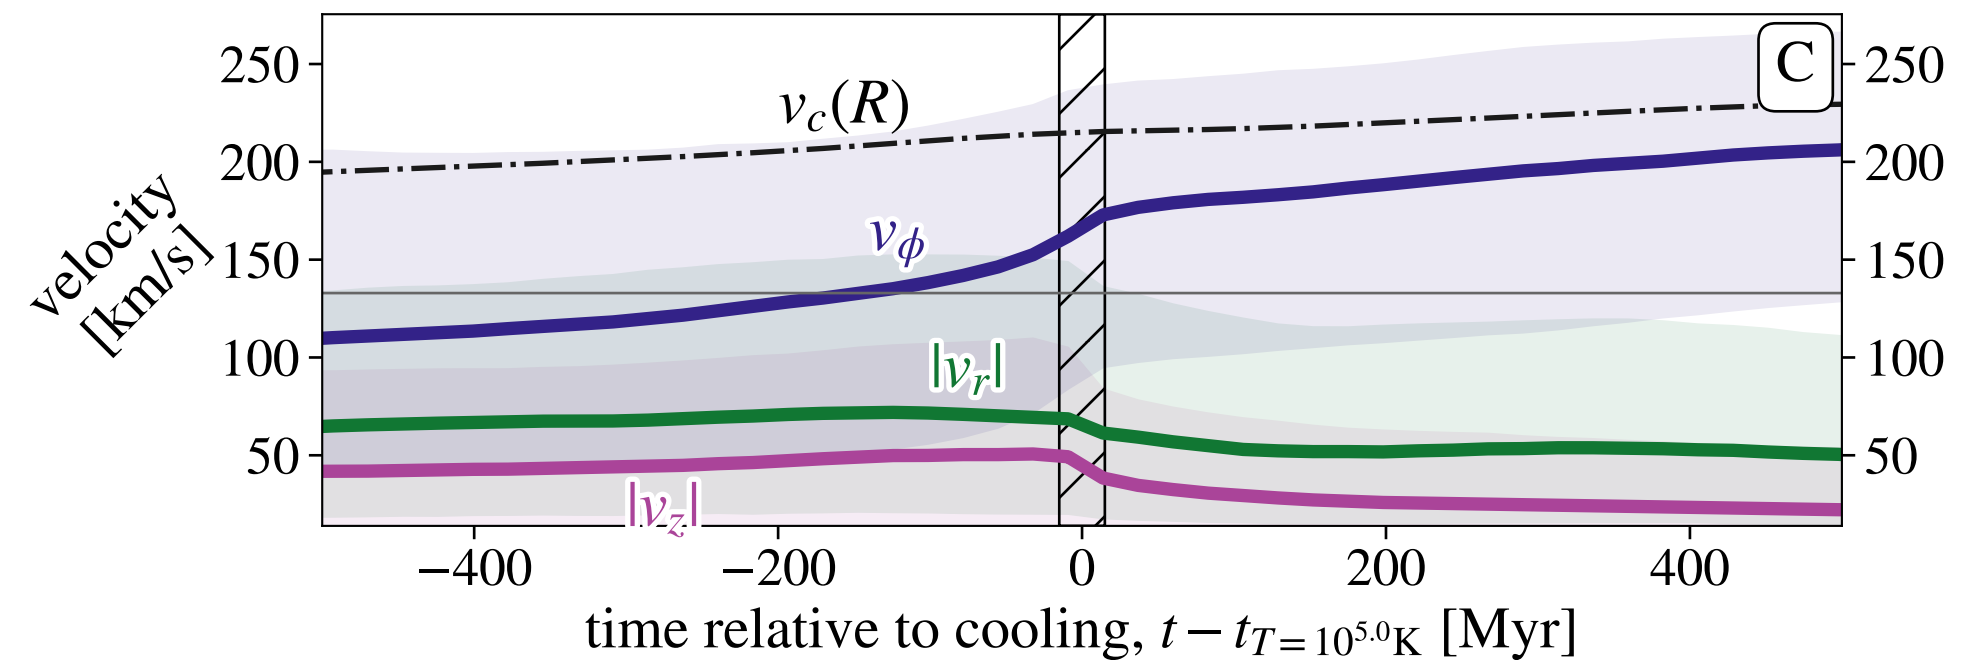 C
250
200
150
100
50
velocity
[km/s]
v_c(R)
v_ϕ
|v_r|
|v_z|
250
200
150
100
50
−400
−200
0
200
400
time relative to cooling, t − t_{T = 10^{5.0}K} [Myr]